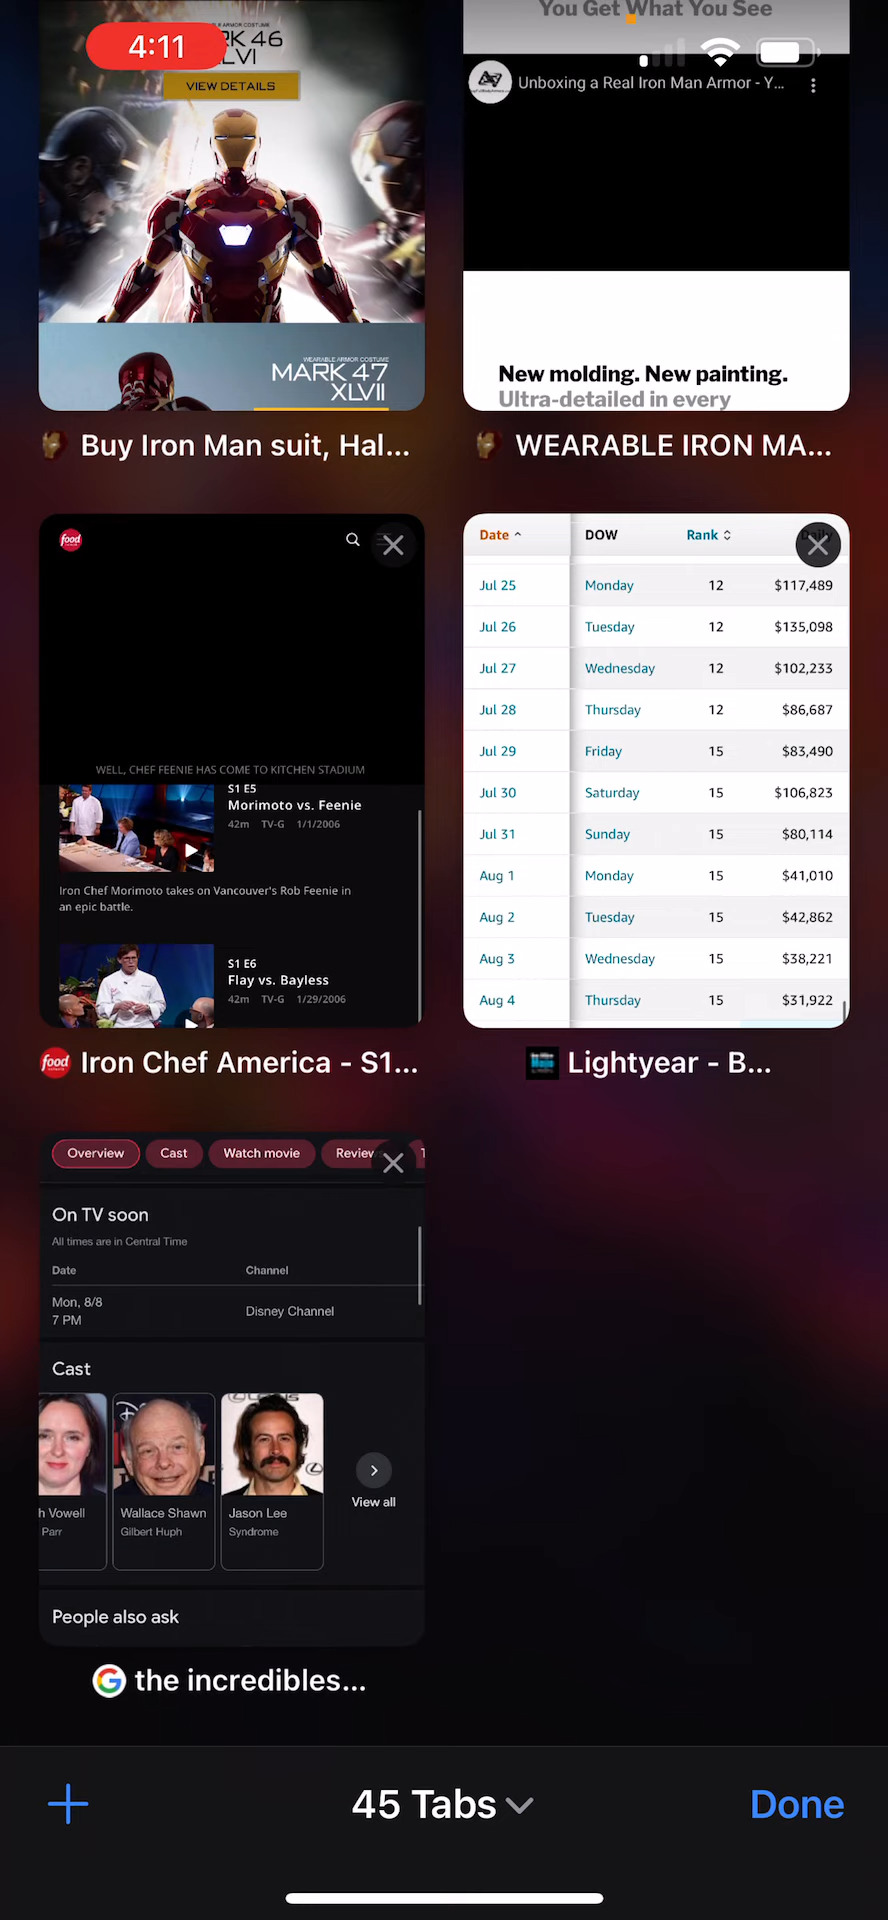 4:11
RK 46
LVI
VIEW DETAILS
WEARABLE ARMOR COSTUME
MARK 47
XLVII
Buy Iron Man suit, Hal...
You Get What You See
Unboxing a Real Iron Man Armor - Y...
New molding. New painting.
Ultra-detailed in every
WEARABLE IRON MA...
food
WELL, CHEF FEENIE HAS COME TO KITCHEN STADIUM
S1 E5
Morimoto vs. Feenie
42m TV-G 1/1/2006
Iron Chef Morimoto takes on Vancouver's Rob Feenie in
an epic battle.
S1 E6
Flay vs. Bayless
42m TV-G 1/29/2006
food Iron Chef America - S1...
Date DOW Rank Daily
Jul 25 Monday 12 $117,489
Jul 26 Tuesday 12 $135,098
Jul 27 Wednesday 12 $102,233
Jul 28 Thursday 12 $86,687
Jul 29 Friday 15 $83,490
Jul 30 Saturday 15 $106,823
Jul 31 Sunday 15 $80,114
Aug 1 Monday 15 $41,010
Aug 2 Tuesday 15 $42,862
Aug 3 Wednesday 15 $38,221
Aug 4 Thursday 15 $31,922
Lightyear - B...
Overview Cast Watch movie Review
On TV soon
All times are in Central Time
Date Channel
Mon, 8/8
7 PM
Disney Channel
Cast
h Vowell
Parr
Wallace Shawn
Gilbert Huph
Jason Lee
Syndrome
View all
People also ask
the incredibles...
45 Tabs
Done